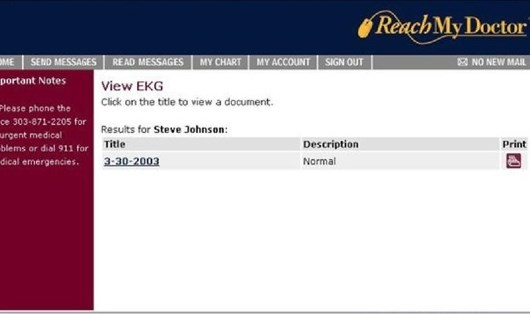 ReachMyDoctor
OME SEND MESSAGES READ MESSAGES MY CHART MY ACCOUNT SIGN OUT NO NEW MAIL
portant Notes
Please phone the
ce 303-871-2205 for
urgent medical
oblems or dial 911 for
dical emergencies.
View EKG
Click on the title to view a document.
Results for Steve Johnson:
Title Description Print
3-30-2003 Normal